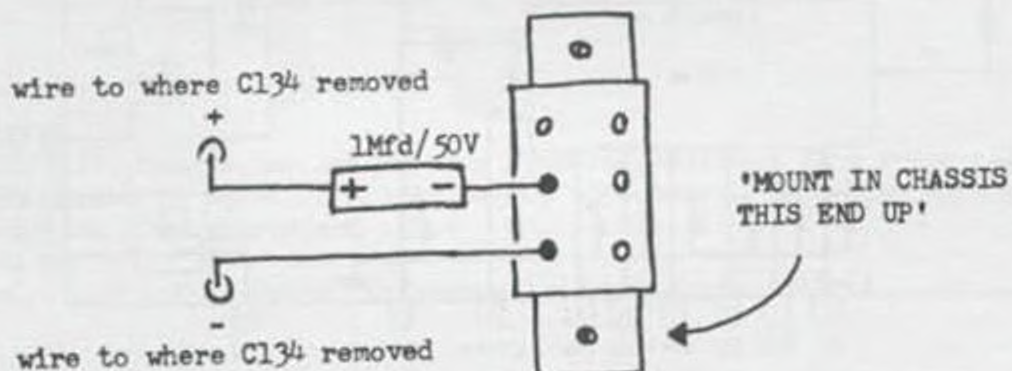 wire to where C134 removed
+
1Mfd/50V
+ -
'MOUNT IN CHASSIS
THIS END UP'
-
wire to where C134 removed